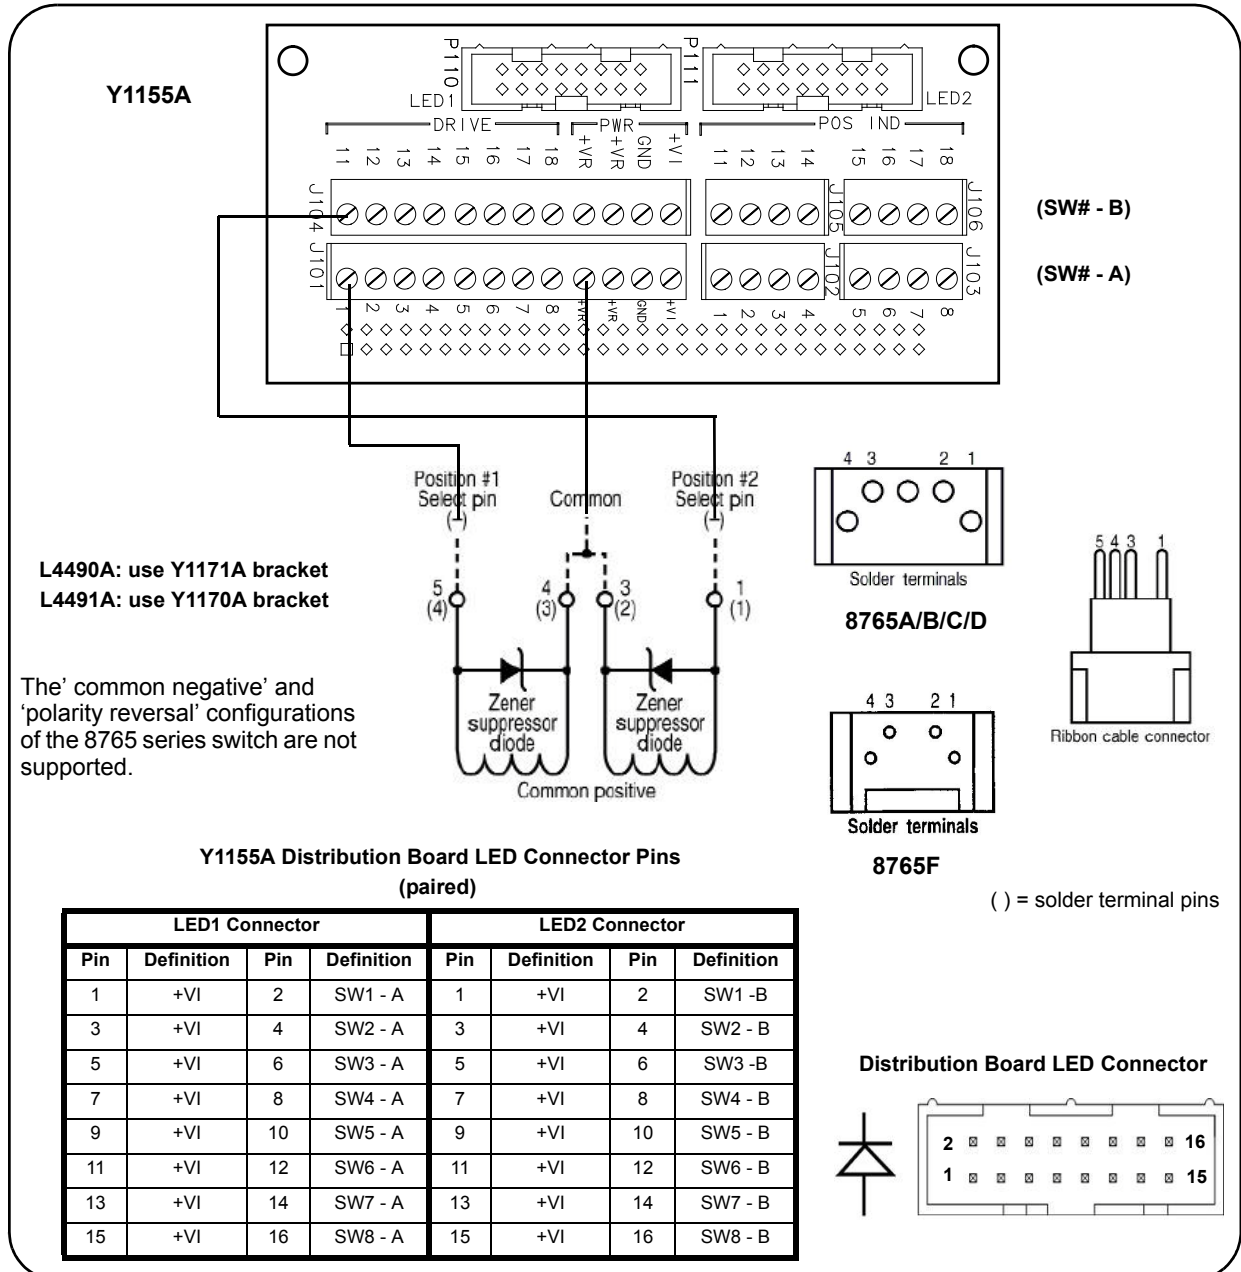 Y1155A
P110
P111
LED1
LED2
DRIVE
PWR
POS IND
11 12 13 14 15 16 17 18 +VR +VR GND +VI 11 12 13 14 15 16 17 18
J104
J105
J106
(SW# - B)
J101
J102
J103
(SW# - A)
1 2 3 4 5 6 7 8 +VR +VR GND +VI 1 2 3 4 5 6 7 8
Position #1
Select pin
(-)
Common
Position #2
Select pin
(-)
4 3 2 1
Solder terminals
8765A/B/C/D
5 4 3 1
Ribbon cable connector
L4490A: use Y1171A bracket
L4491A: use Y1170A bracket
5 4 3 1
(4) (3) (2) (1)
Zener
suppressor
diode
Zener
suppressor
diode
Common positive
The' common negative' and
'polarity reversal' configurations
of the 8765 series switch are not
supported.
4 3 2 1
Solder terminals
8765F
( ) = solder terminal pins
Y1155A Distribution Board LED Connector Pins
(paired)
LED1 Connector LED2 Connector
Pin Definition Pin Definition Pin Definition Pin Definition
1 +VI 2 SW1 - A 1 +VI 2 SW1 -B
3 +VI 4 SW2 - A 3 +VI 4 SW2 - B
5 +VI 6 SW3 - A 5 +VI 6 SW3 -B
7 +VI 8 SW4 - A 7 +VI 8 SW4 - B
9 +VI 10 SW5 - A 9 +VI 10 SW5 - B
11 +VI 12 SW6 - A 11 +VI 12 SW6 - B
13 +VI 14 SW7 - A 13 +VI 14 SW7 - B
15 +VI 16 SW8 - A 15 +VI 16 SW8 - B
Distribution Board LED Connector
2 16
1 15